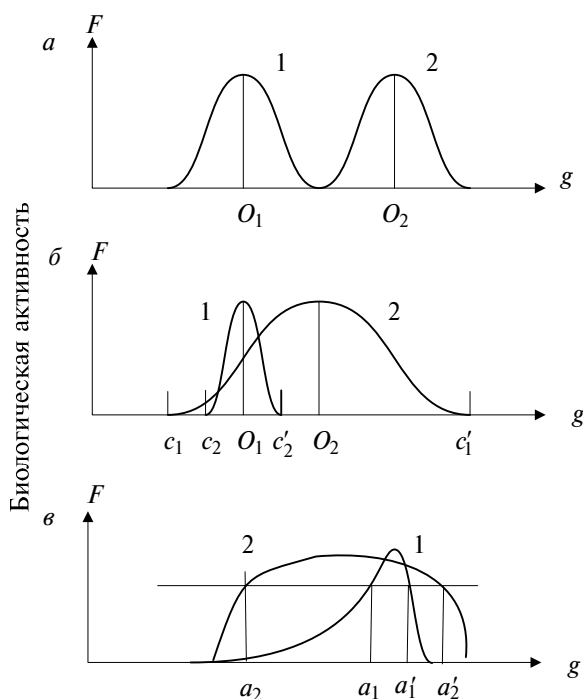 Биологическая активность
а
F
1
2
g
O₁
O₂
б
F
1
2
g
c₁
c₂
O₁
c′₂
O₂
c′₁
в
F
2
1
g
a₂
a₁
a′₁
a′₂